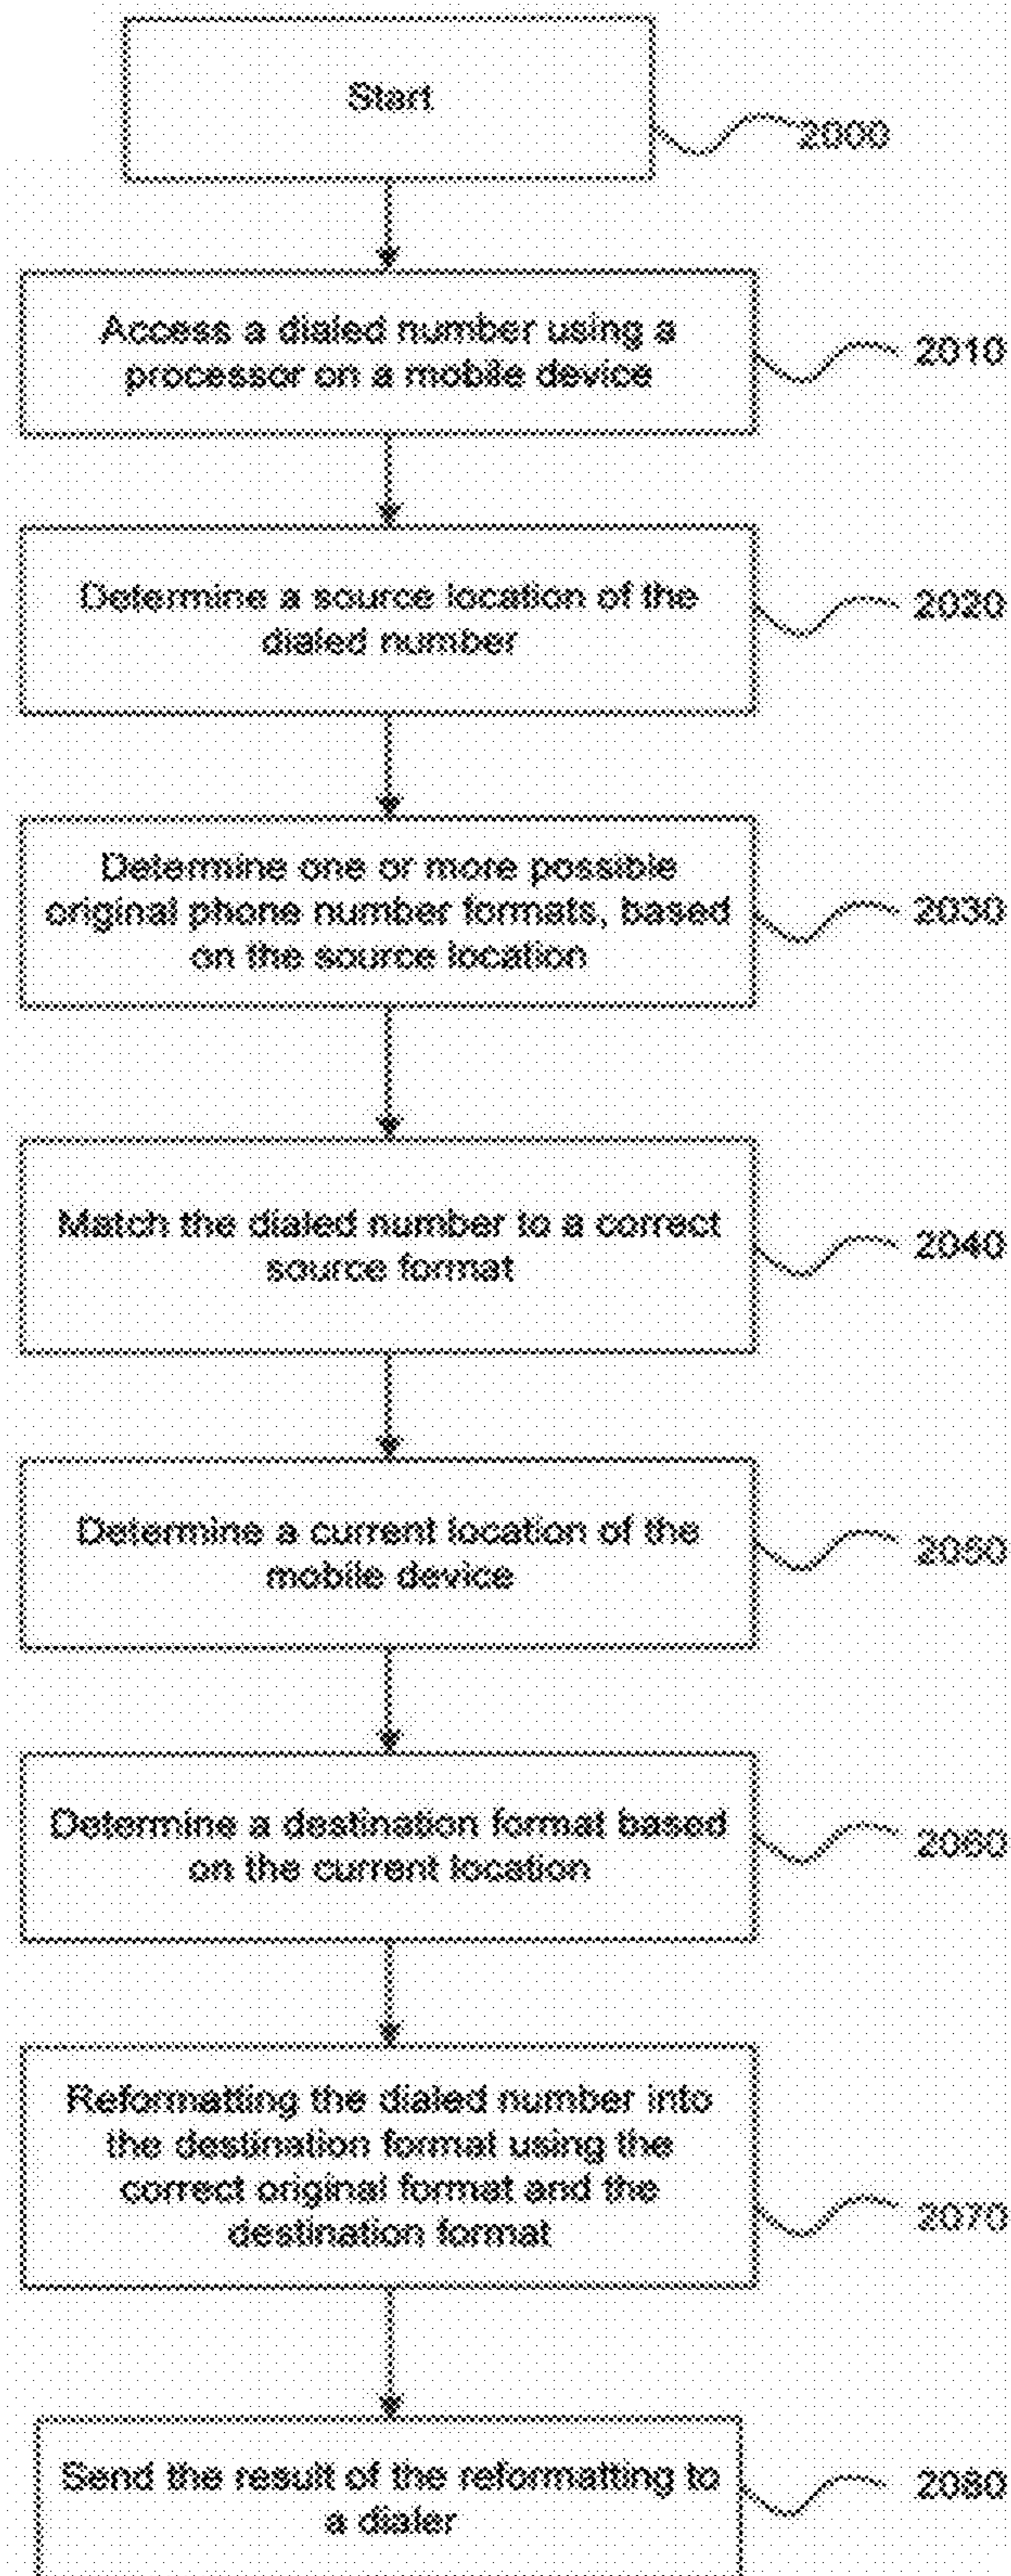 Start
2000
Access a dialed number using a
processor on a mobile device
2010
Determine a source location of the
dialed number
2020
Determine one or more possible
original phone number formats, based
on the source location
2030
Match the dialed number to a correct
source format
2040
Determine a current location of the
mobile device
2050
Determine a destination format based
on the current location
2060
Reformatting the dialed number into
the destination format using the
correct original format and the
destination format
2070
Send the result of the reformatting to
a dialer
2080